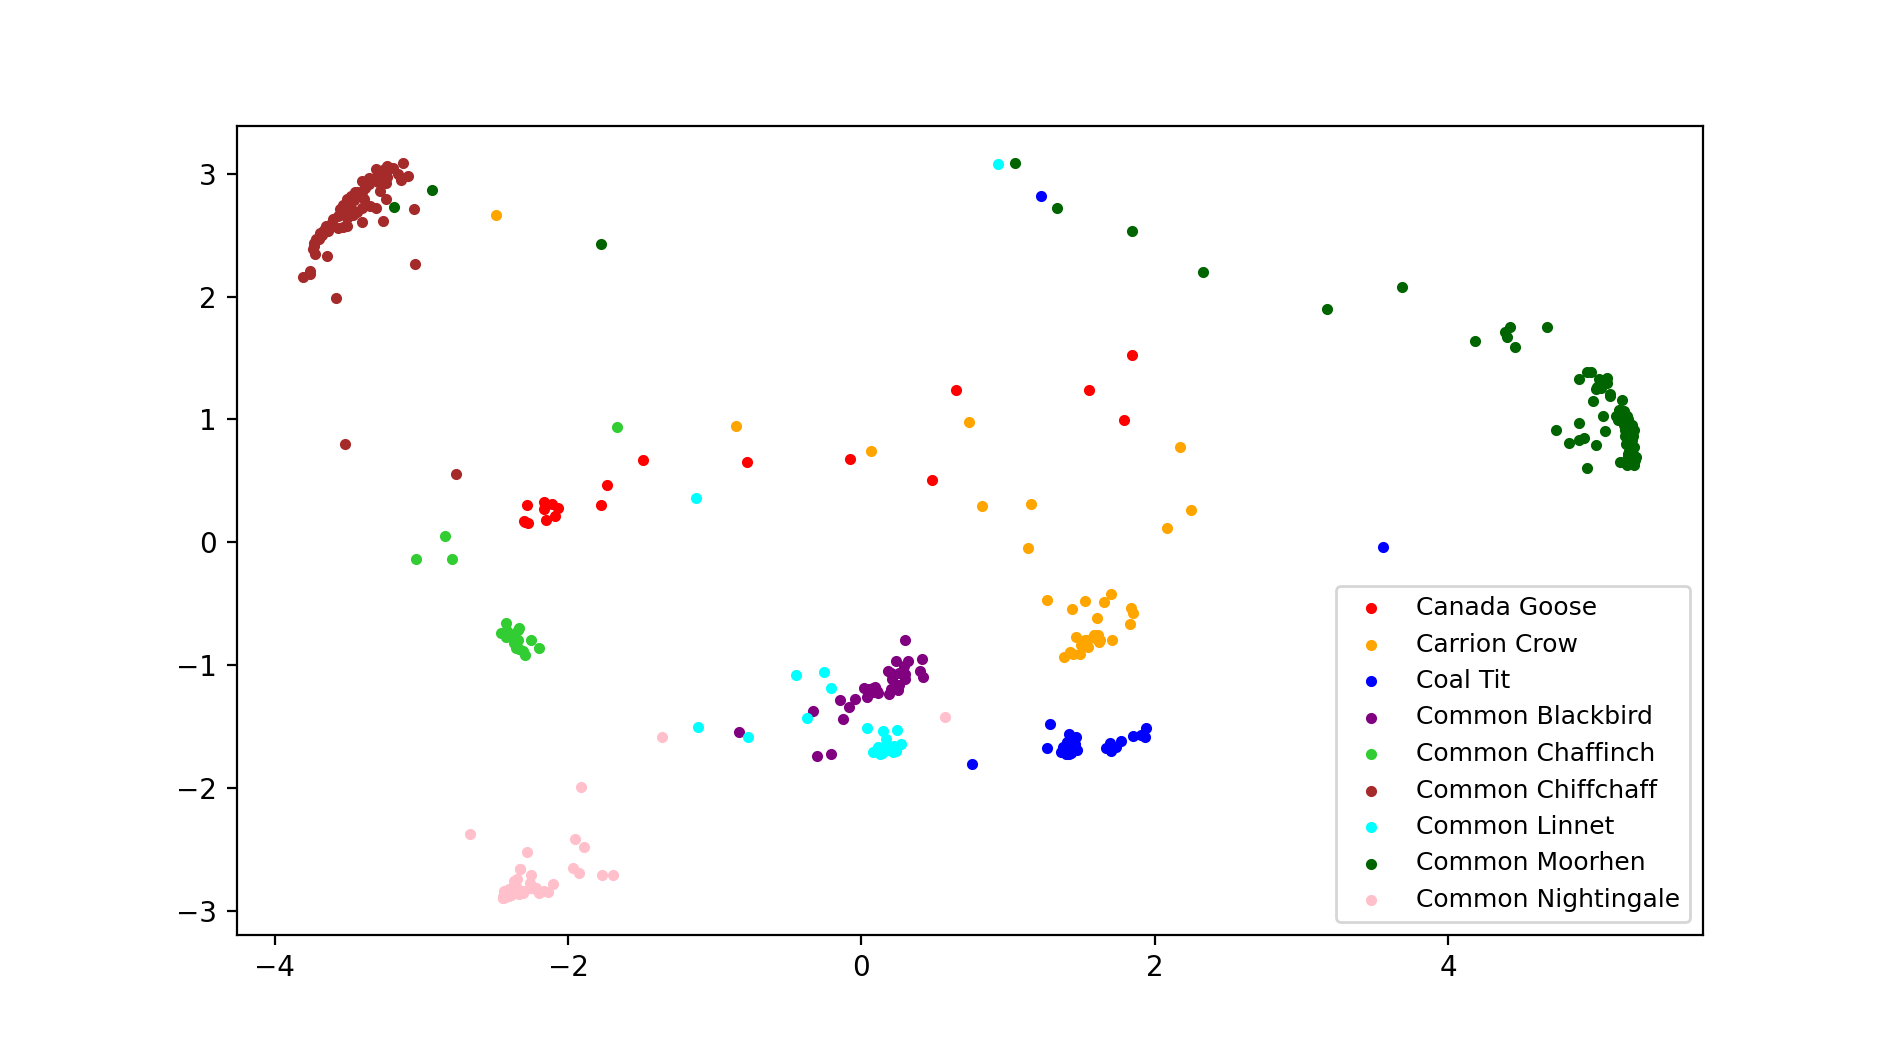 3
2
1
0
−1
−2
−3
−4 −2 0 2 4
Canada Goose
Carrion Crow
Coal Tit
Common Blackbird
Common Chaffinch
Common Chiffchaff
Common Linnet
Common Moorhen
Common Nightingale